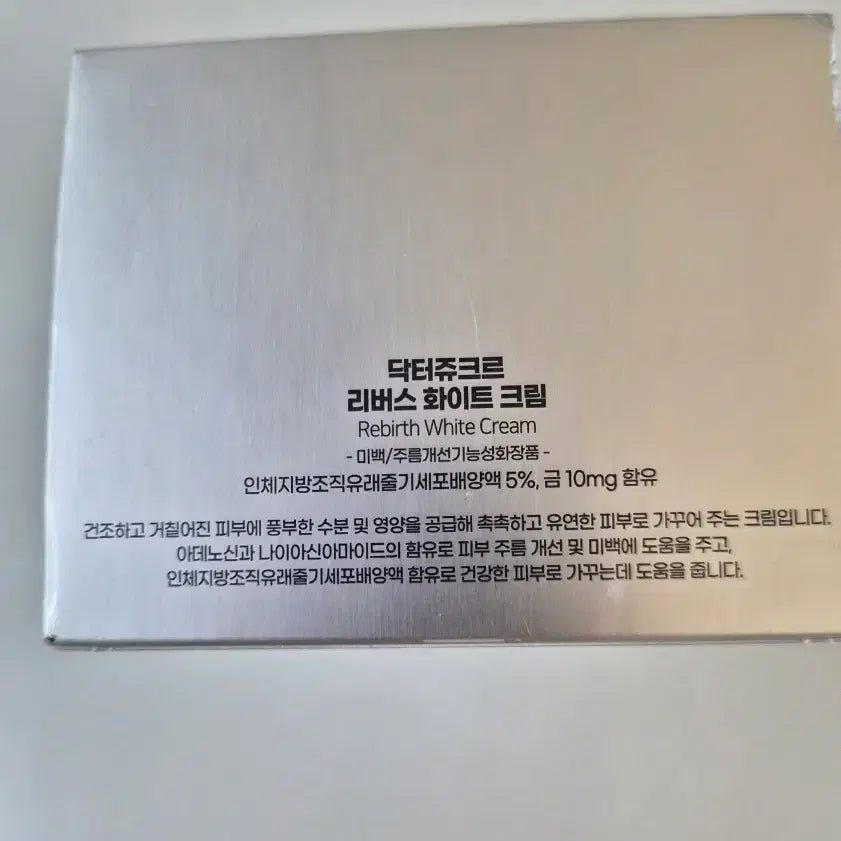 닥터쥬크르
리버스 화이트 크림
Rebirth White Cream
- 미백/주름개선기능성화장품 -
인체지방조직유래줄기세포배양액 5%, 금 10mg 함유
건조하고 거칠어진 피부에 풍부한 수분 및 영양을 공급해 촉촉하고 유연한 피부로 가꾸어 주는 크림입니다.
아데노신과 나이아신아마이드의 함유로 피부 주름 개선 및 미백에 도움을 주고,
인체지방조직유래줄기세포배양액 함유로 건강한 피부로 가꾸는데 도움을 줍니다.